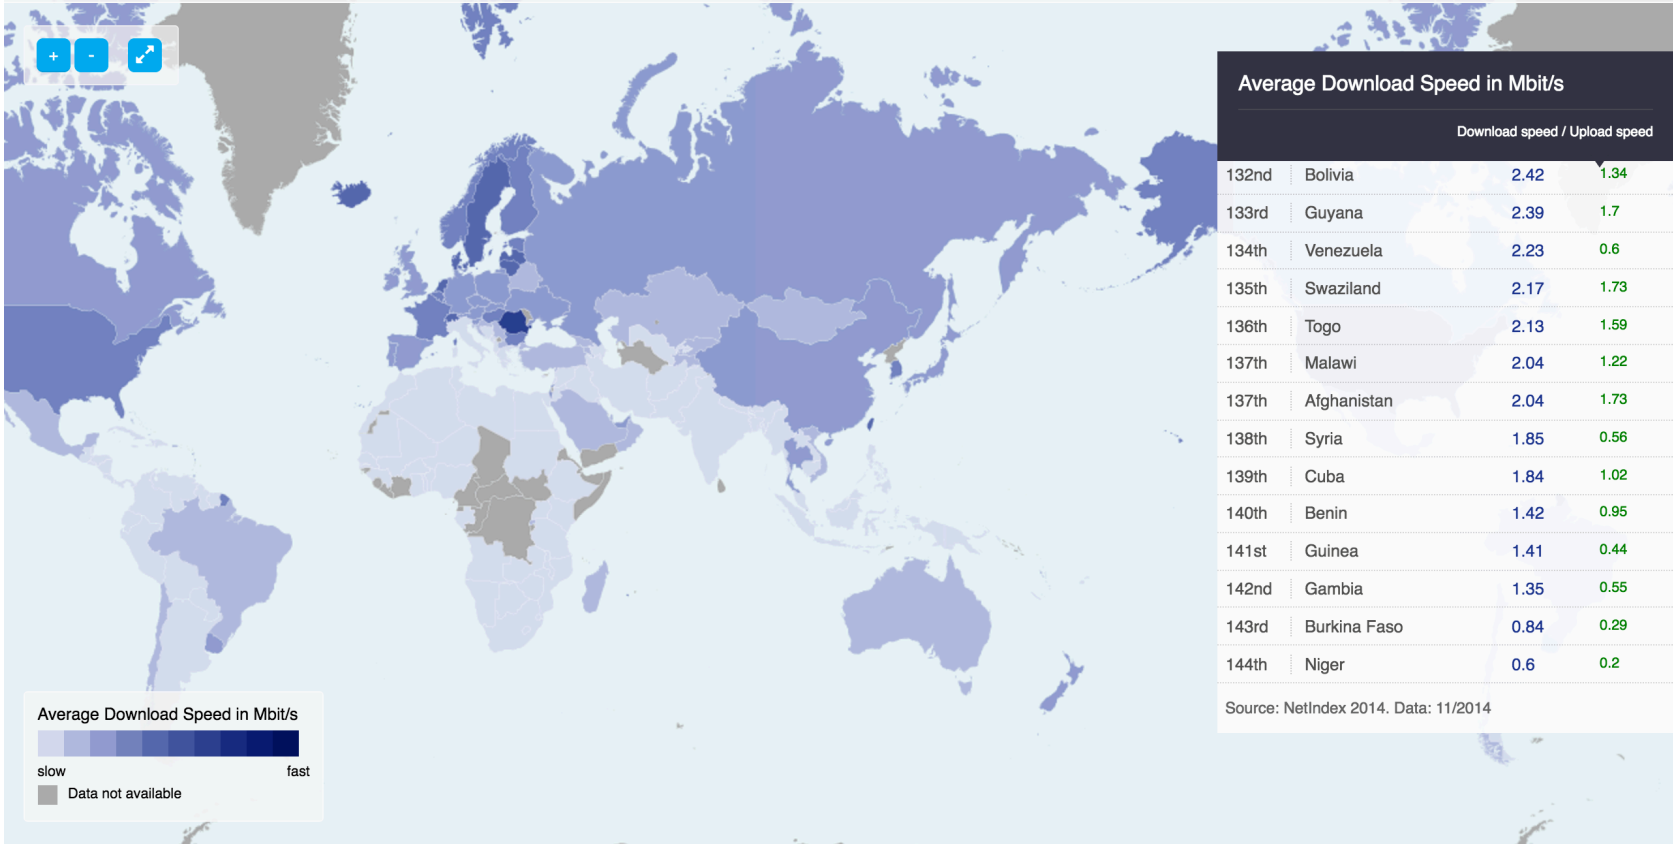 + -
Average Download Speed in Mbit/s
Download speed / Upload speed
132nd Bolivia 2.42 1.34
133rd Guyana 2.39 1.7
134th Venezuela 2.23 0.6
135th Swaziland 2.17 1.73
136th Togo 2.13 1.59
137th Malawi 2.04 1.22
137th Afghanistan 2.04 1.73
138th Syria 1.85 0.56
139th Cuba 1.84 1.02
140th Benin 1.42 0.95
141st Guinea 1.41 0.44
142nd Gambia 1.35 0.55
143rd Burkina Faso 0.84 0.29
144th Niger 0.6 0.2
Source: NetIndex 2014. Data: 11/2014
Average Download Speed in Mbit/s
slow fast
Data not available